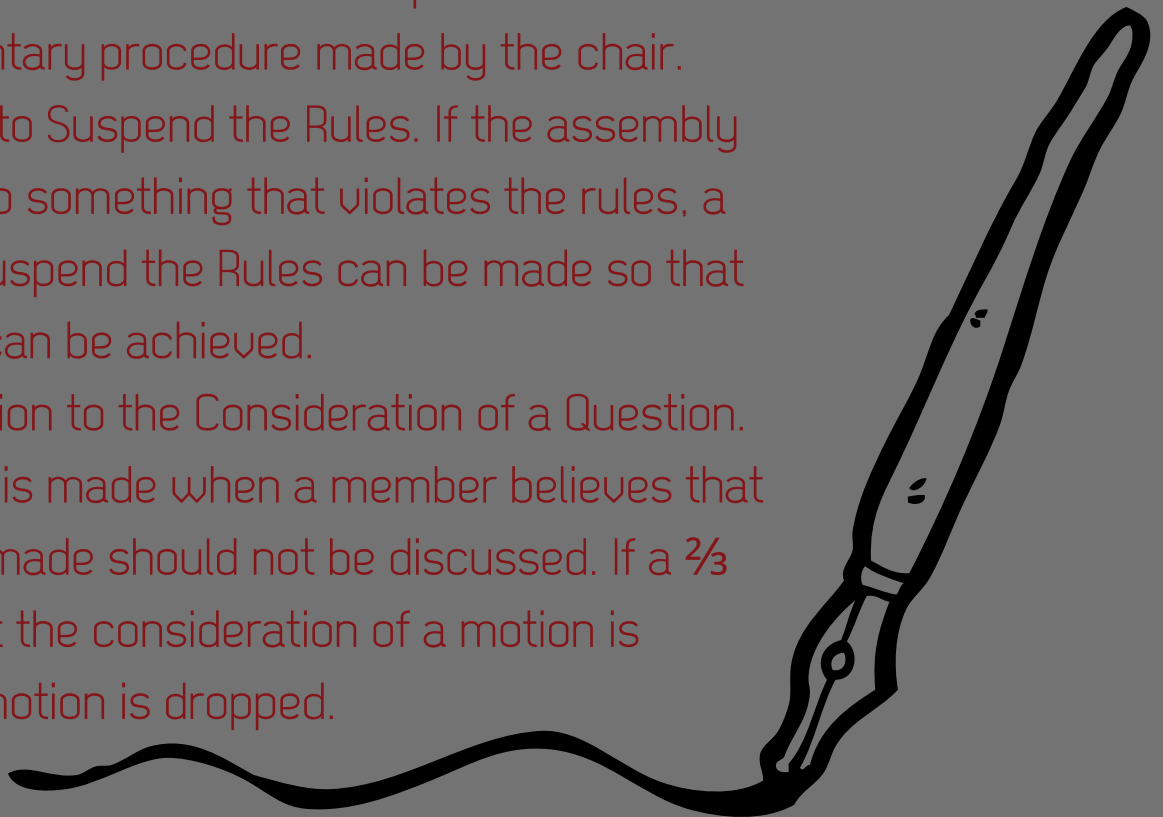 ntary procedure made by the chair.
to Suspend the Rules. If the assembly
something that violates the rules, a
uspend the Rules can be made so that
can be achieved.
ion to the Consideration of a Question.
is made when a member believes that
made should not be discussed. If a ⅔
the consideration of a motion is
motion is dropped.